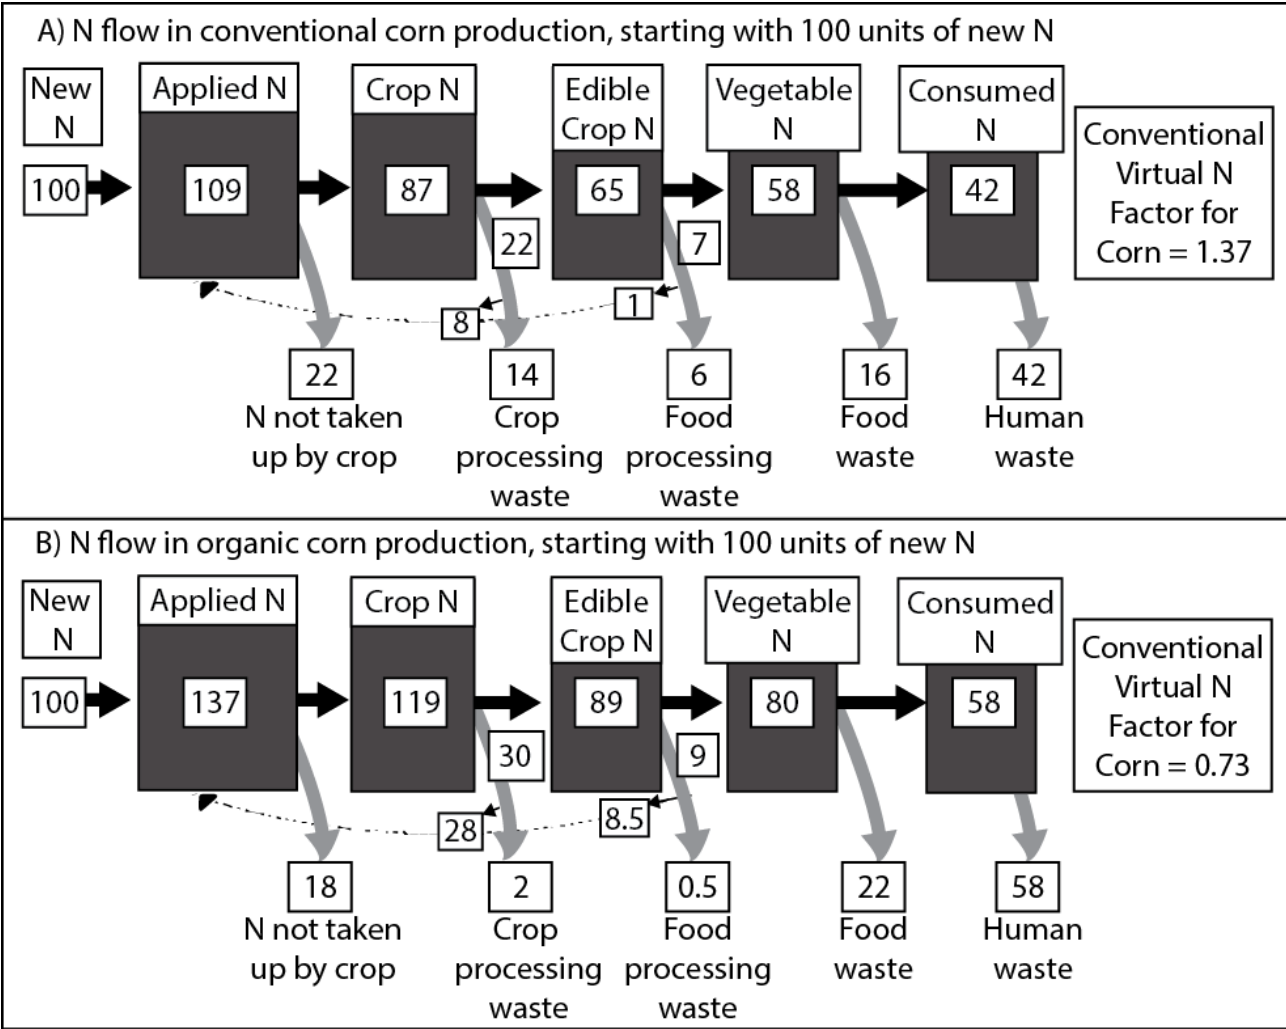 A) N flow in conventional corn production, starting with 100 units of new N
New
N
Applied N
Crop N
Edible
Crop N
Vegetable
N
Consumed
N
100
109
87
65
58
42
Conventional
Virtual N
Factor for
Corn = 1.37
22
7
8
1
22
14
6
16
42
N not taken
up by crop
Crop
processing
waste
Food
processing
waste
Food
waste
Human
waste
B) N flow in organic corn production, starting with 100 units of new N
New
N
Applied N
Crop N
Edible
Crop N
Vegetable
N
Consumed
N
100
137
119
89
80
58
Conventional
Virtual N
Factor for
Corn = 0.73
30
9
28
8.5
18
2
0.5
22
58
N not taken
up by crop
Crop
processing
waste
Food
processing
waste
Food
waste
Human
waste